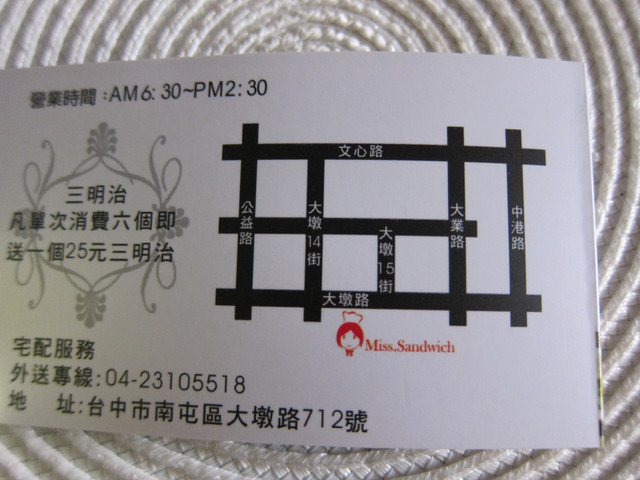 營業時間:AM6:30~PM2:30
三明治
凡單次消費六個即
送一個25元三明治
文心路
公益路
大墩14街
大墩15街
大業路
中港路
大墩路
Miss.Sandwich
宅配服務
外送專線:04-23105518
地 址:台中市南屯區大墩路712號